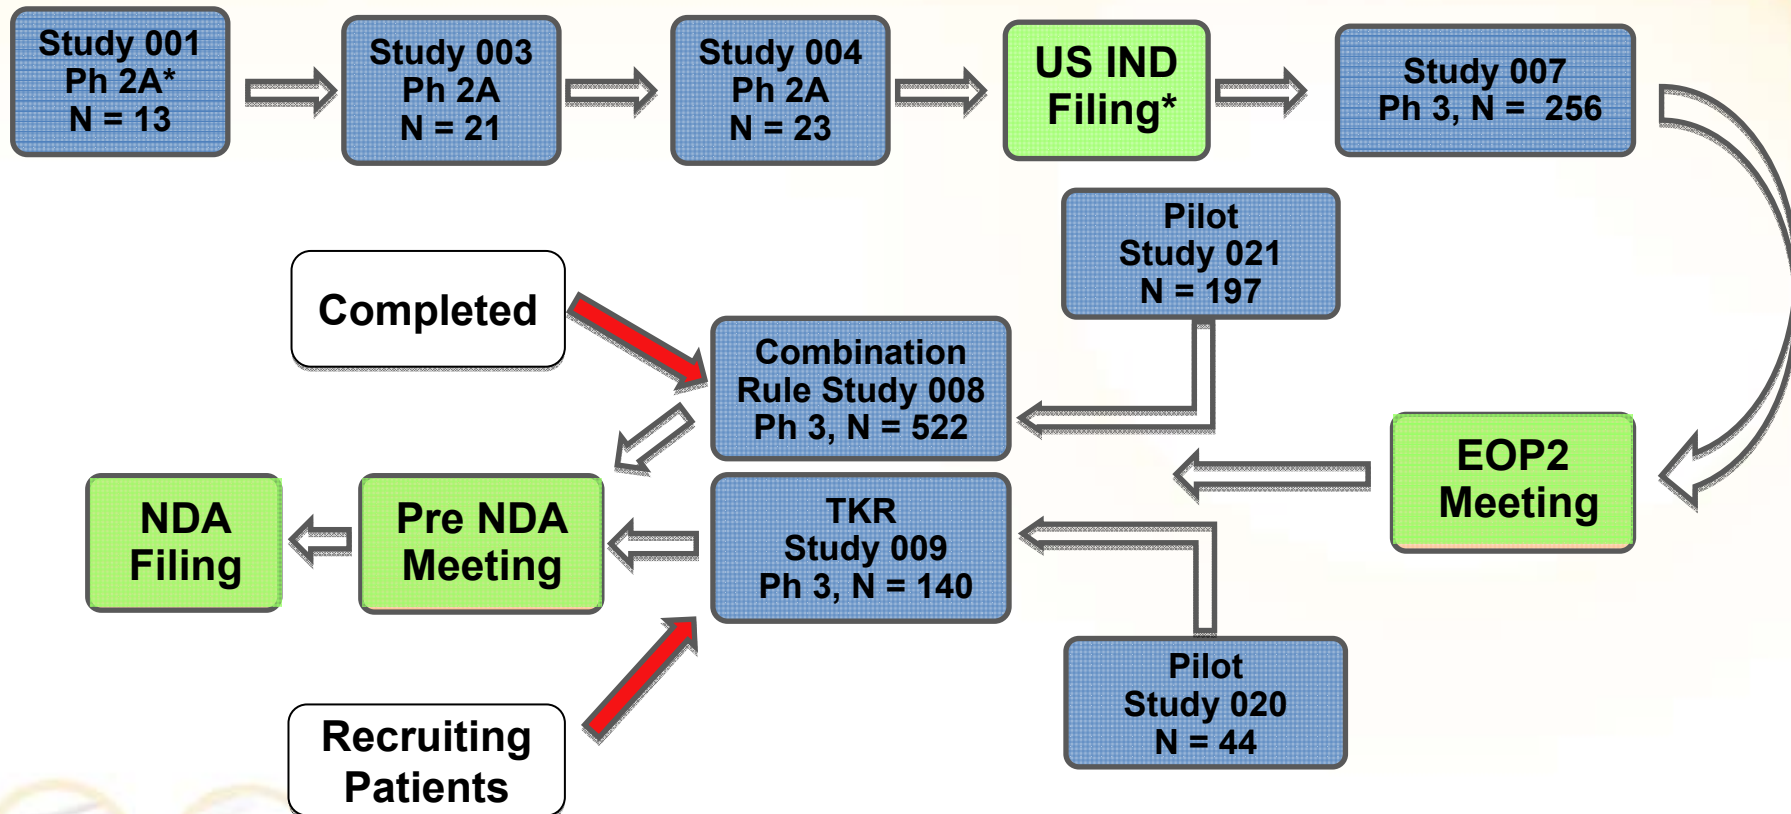 Study 001
Ph 2A*
N = 13
Study 003
Ph 2A
N = 21
Study 004
Ph 2A
N = 23
US IND
Filing*
Study 007
Ph 3, N =  256
Pilot
Study 021
N = 197
Completed
Combination
Rule Study 008
Ph 3, N = 522
EOP2
Meeting
NDA
Filing
Pre NDA
Meeting
TKR
Study 009
Ph 3, N = 140
Pilot
Study 020
N = 44
Recruiting
Patients